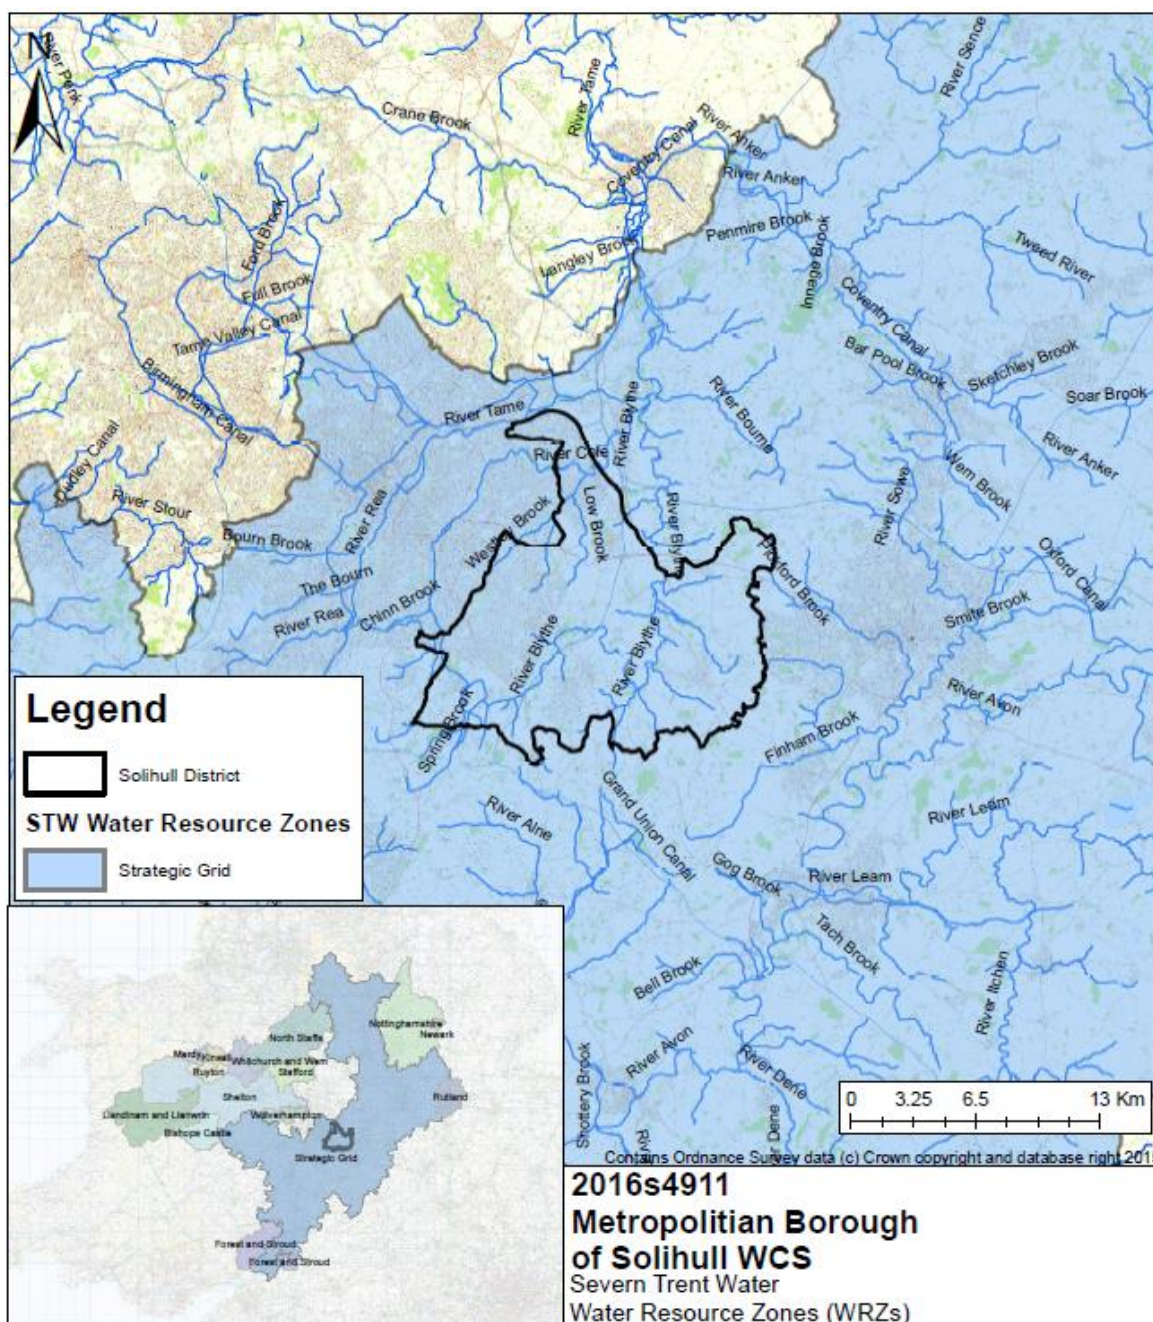 N
River Penk
Crane Brook
River Tame
River Sence
Coventry Canal
River Anker
River Anker
Penmire Brook
Innage Brook
Tweed River
Ford Brook
Full Brook
Langley Brook
Tame Valley Canal
Birmingham Canal
Coventry Canal
Bar Pool Brook
Sketchley Brook
Soar Brook
River Tame
River Blythe
River Bourne
River Anker
Dudley Canal
River Stour
River Cole
Wem Brook
River Sowe
Bourn Brook
River Rea
Westley Brook
Low Brook
River Blythe
Oxford Canal
The Bourn
River Rea
Chinn Brook
Smite Brook
River Blythe
River Blythe
River Avon
Spring Brook
Finham Brook
Legend
Solihull District
STW Water Resource Zones
Strategic Grid
River Alne
Grand Union Canal
River Leam
Gog Brook
River Leam
Tach Brook
Bell Brook
River Itchen
Shottery Brook
River Avon
River Dene
0 3.25 6.5 13 Km
Contains Ordnance Survey data (c) Crown copyright and database right 201
North Staffs
Nottinghamshire
Newark
Ruyton
Whitchurch and Wem
Stafford
Shelton
Rutland
Llandinam and Llanwrin
Wolverhampton
Bishops Castle
Strategic Grid
Forest and Stroud
Forest and Stroud
2016s4911
Metropolitian Borough
of Solihull WCS
Severn Trent Water
Water Resource Zones (WRZs)